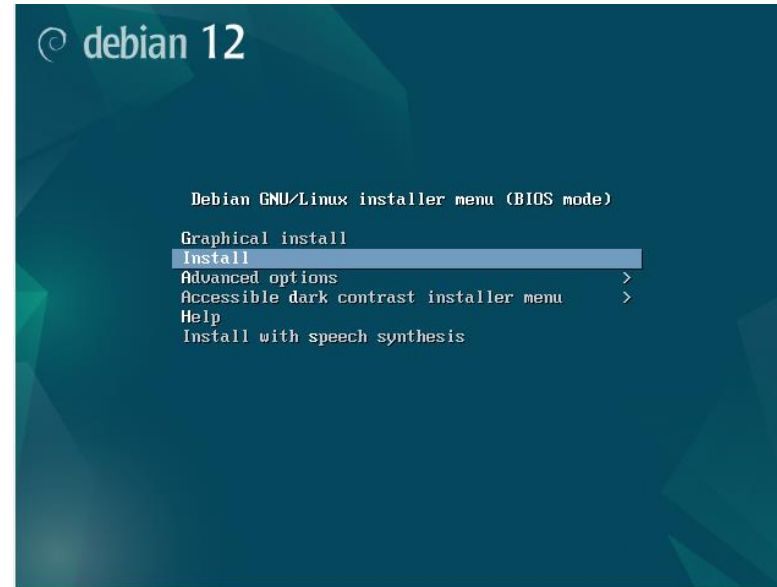 debian 12
Debian GNU/Linux installer menu (BIOS mode)
Graphical install
Install
Advanced options >
Accessible dark contrast installer menu >
Help
Install with speech synthesis